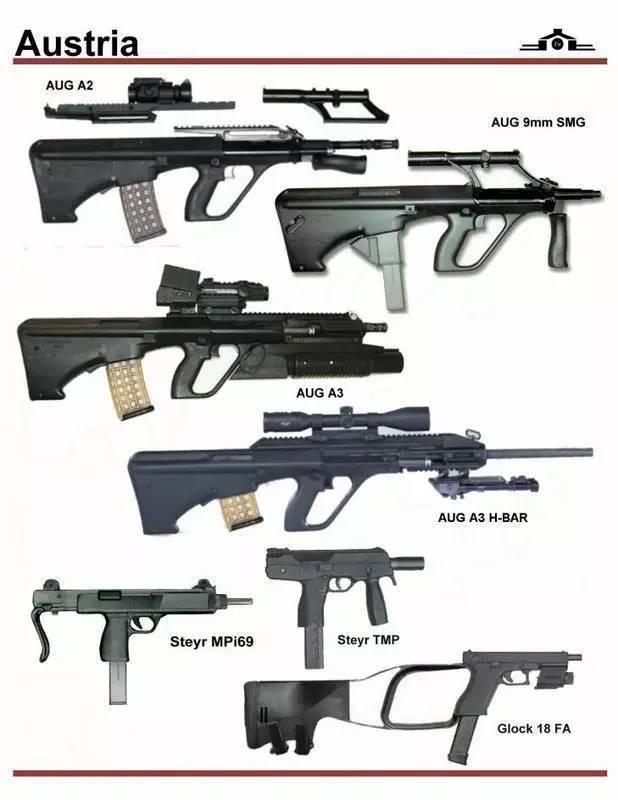 Austria
AUG A2
AUG 9mm SMG
AUG A3
AUG A3 H-BAR
Steyr MPi69
Steyr TMP
Glock 18 FA